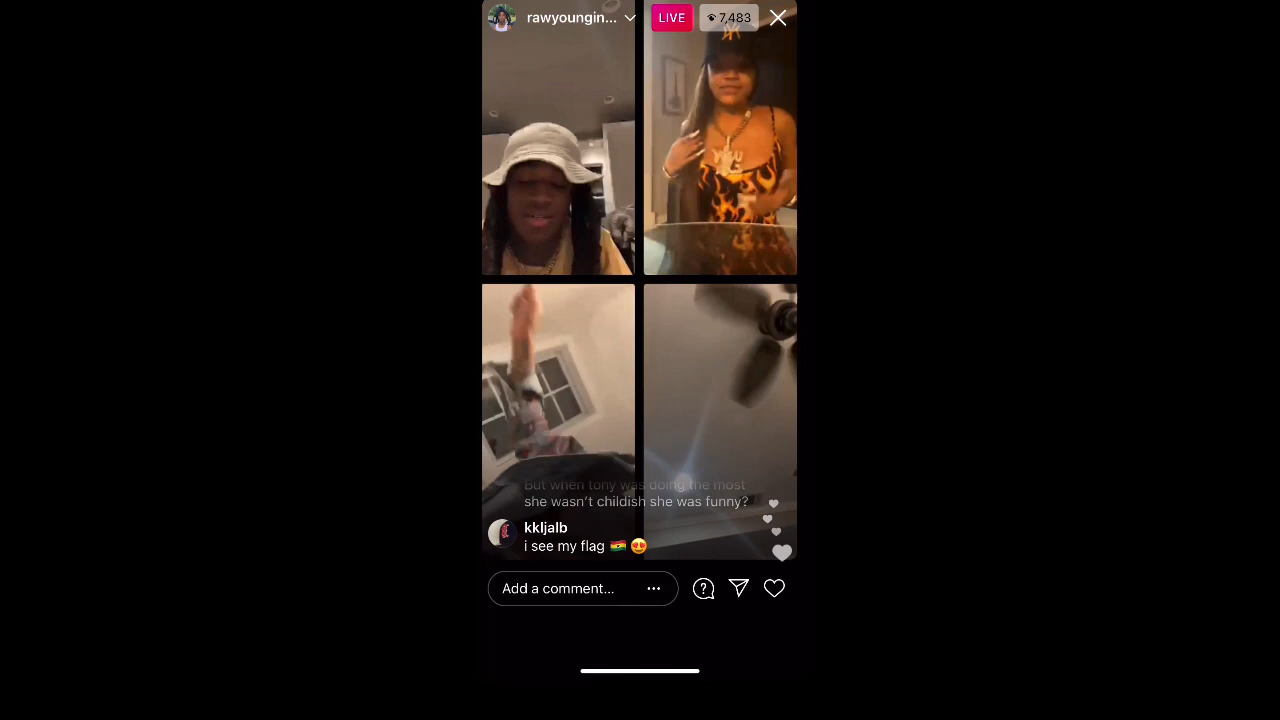 rawyoungin...
LIVE
7,483
But when tony was doing the most
she wasn't childish she was funny?
kkljalb
i see my flag 🇬🇭 😍
Add a comment...